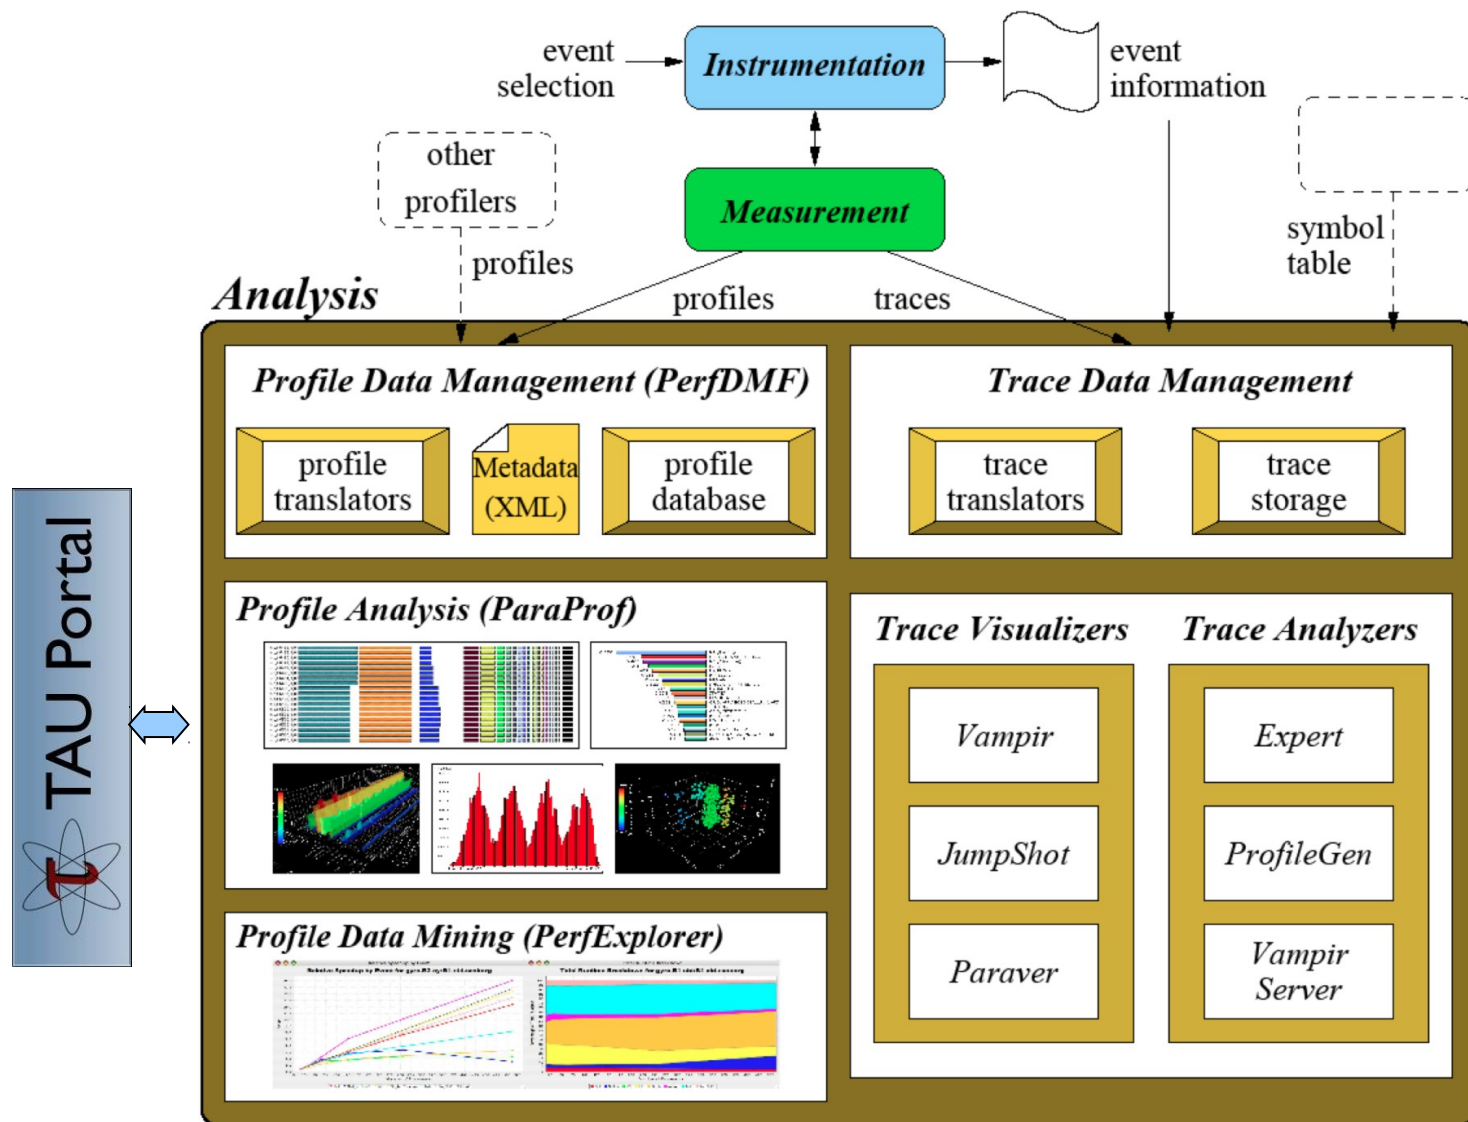 event
selection
Instrumentation
event
information
other
profilers
Measurement
symbol
table
profiles
profiles
traces
Analysis
Profile Data Management (PerfDMF)
profile
translators
Metadata
(XML)
profile
database
Trace Data Management
trace
translators
trace
storage
TAU Portal
Profile Analysis (ParaProf)
Trace Visualizers
Vampir
JumpShot
Paraver
Trace Analyzers
Expert
ProfileGen
Vampir
Server
Profile Data Mining (PerfExplorer)